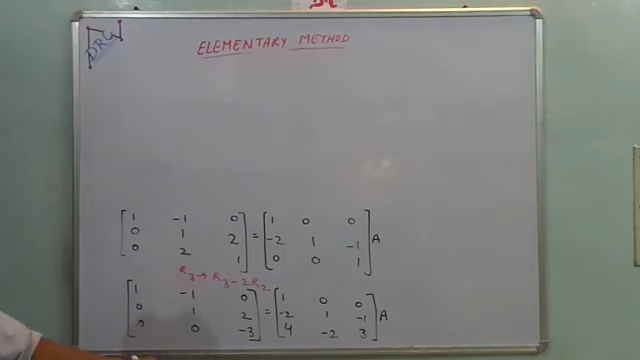 DRC
ELEMENTARY METHOD
1 -1 0 1 0 0
0 1 2 = -2 1 -1 A
0 2 1 0 0 1
R3 → R3 - 2R2
1 -1 0 1 0 0
0 1 2 = -2 1 -1 A
0 0 -3 4 -2 3